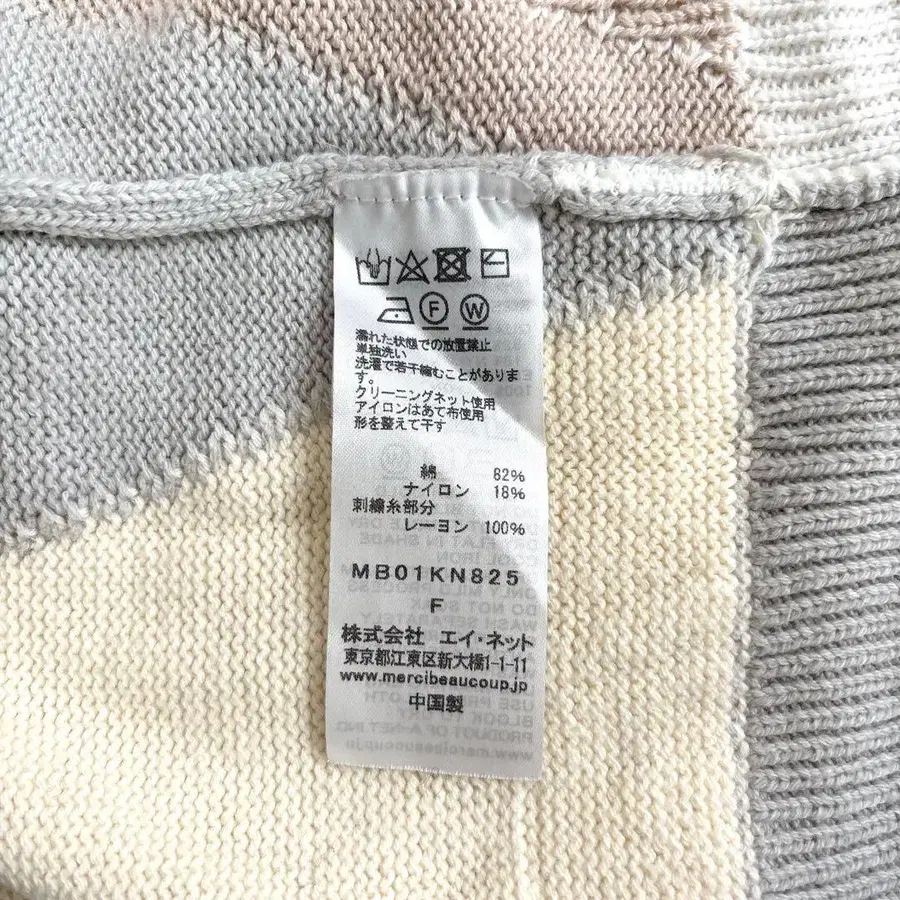 F W
濡れた状態での放置禁止
単独洗い
洗濯で若干縮むことがありま
す。
クリーニングネット使用
アイロンはあて布使用
形を整えて干す
綿 82%
ナイロン 18%
刺繍糸部分
レーヨン 100%
MB01KN825
F
株式会社 エイ・ネット
東京都江東区新大橋1-1-11
www.mercibeaucoup.jp
中国製